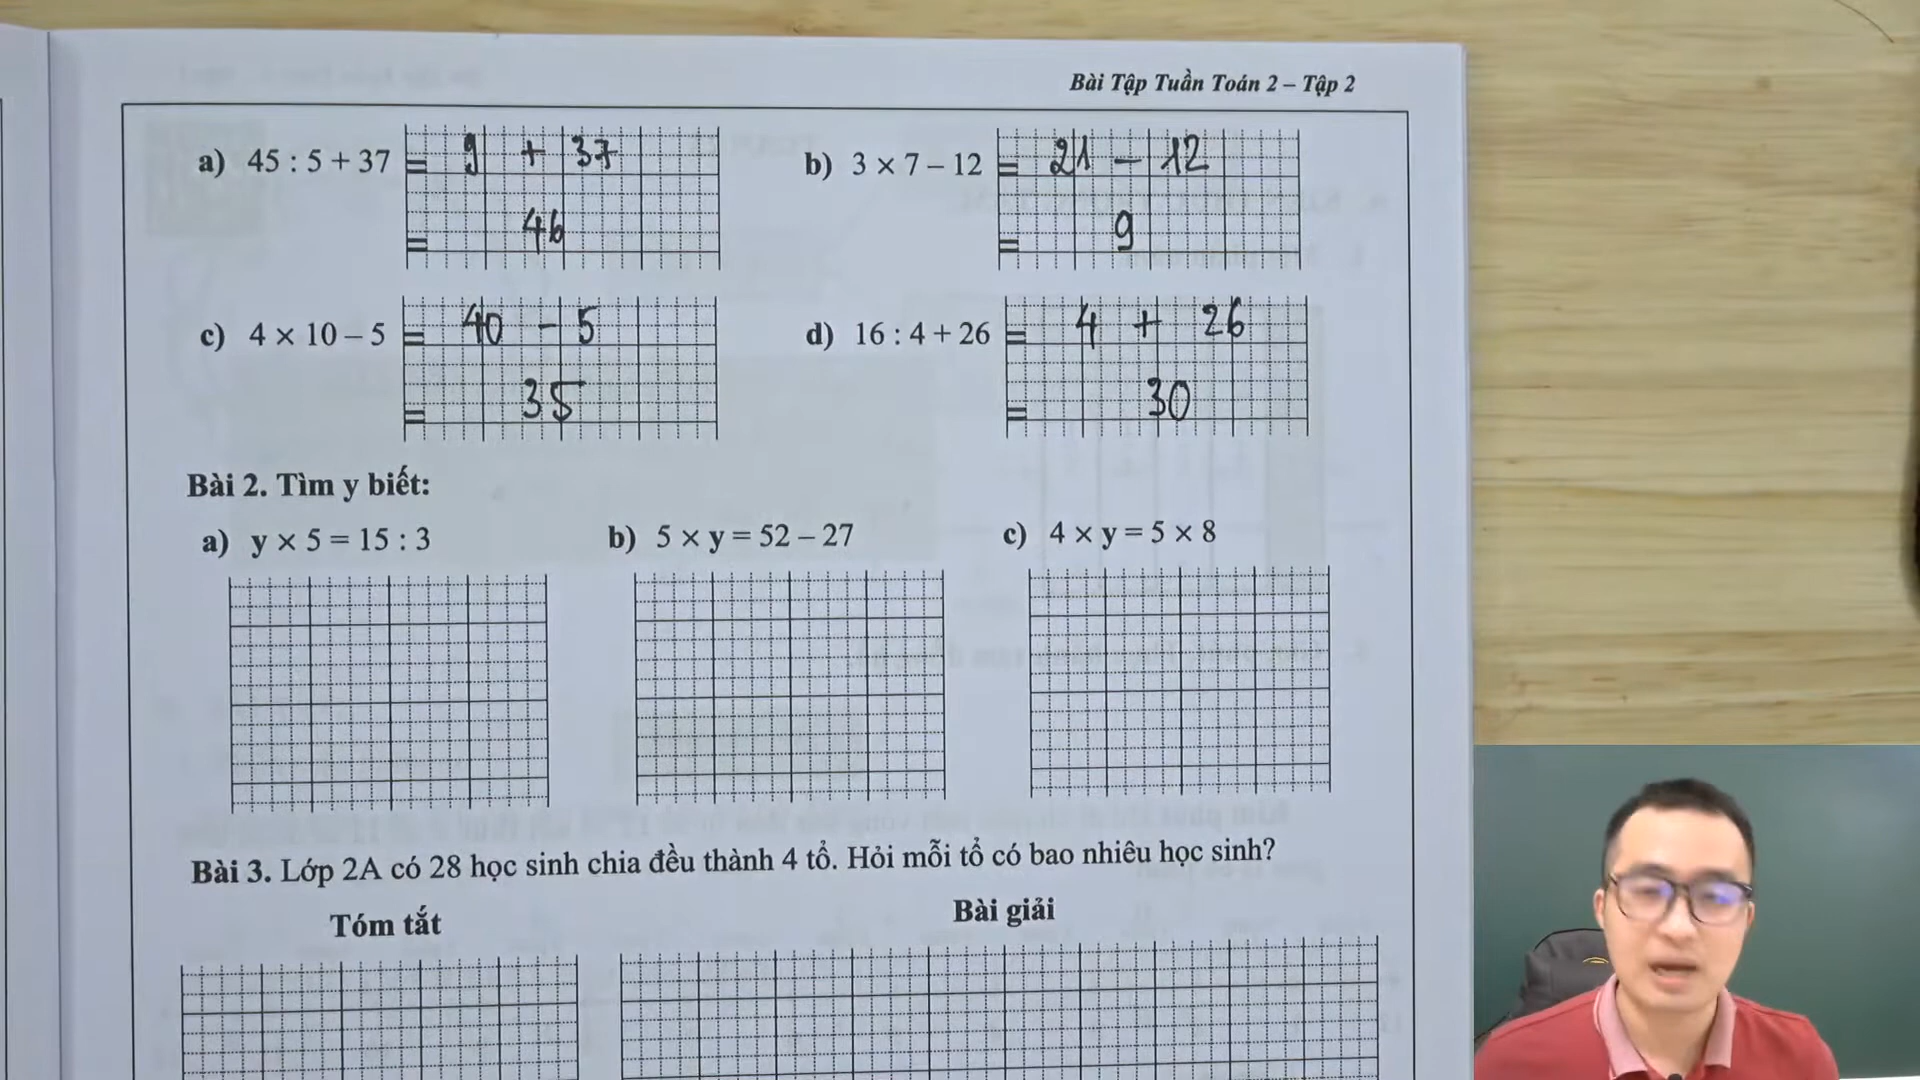 Bài Tập Tuần Toán 2 – Tập 2
a) 45 : 5 + 37 = 9 + 37
= 46
b) 3 × 7 – 12 = 21 – 12
= 9
c) 4 × 10 – 5 = 40 – 5
= 35
d) 16 : 4 + 26 = 4 + 26
= 30
Bài 2. Tìm y biết:
a) y × 5 = 15 : 3
b) 5 × y = 52 – 27
c) 4 × y = 5 × 8
Bài 3. Lớp 2A có 28 học sinh chia đều thành 4 tổ. Hỏi mỗi tổ có bao nhiêu học sinh?
Tóm tắt
Bài giải